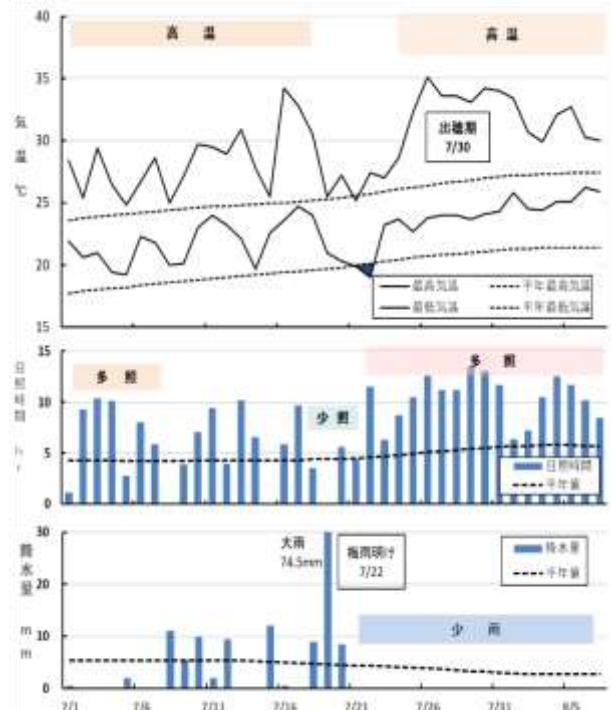 40
高 温
高 温
35
気温 ℃
30
出穂期
7/30
25
20
最高気温
平年最高気温
最低気温
平年最低気温
15
15
多 照
多 照
日照時間 hr
10
少照
5
日照時間
平年値
0
30
大雨
74.5mm
梅雨明け
7/22
降水量
平年値
降水量 mm
20
少 雨
10
0
7/1
7/6
7/11
7/16
7/21
7/26
7/31
8/5